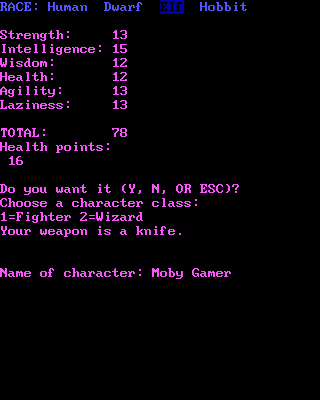 RACE: Human Dwarf Elf Hobbit
Strength: 13
Intelligence: 15
Wisdom: 12
Health: 12
Agility: 13
Laziness: 13
TOTAL: 78
Health points:
16
Do you want it (Y, N, OR ESC)?
Choose a character class:
1=Fighter 2=Wizard
Your weapon is a knife.
Name of character: Moby Gamer